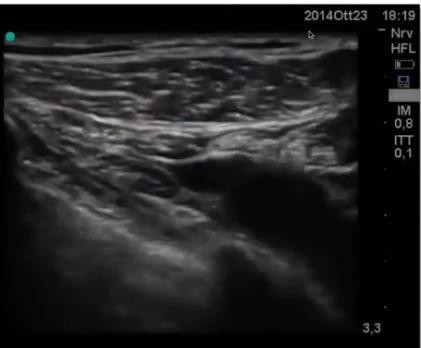 2014Ott23 18:19
Nrv
HFL
IM
0,8
ITT
0,1
3,3